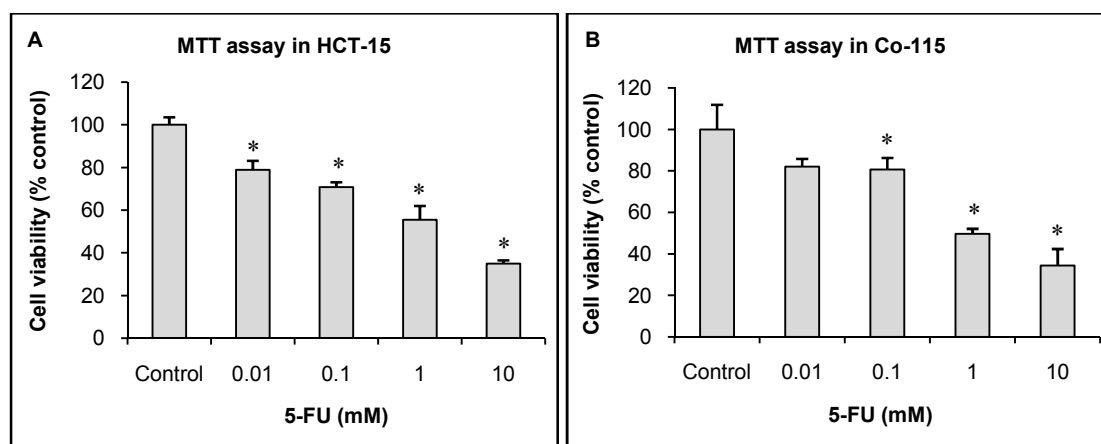 A
MTT assay in HCT-15
Cell viability (% control)
120
100
80
60
40
20
0
*
*
*
*
Control 0.01 0.1 1 10
5-FU (mM)
B
MTT assay in Co-115
Cell viability (% control)
120
100
80
60
40
20
0
*
*
*
Control 0.01 0.1 1 10
5-FU (mM)